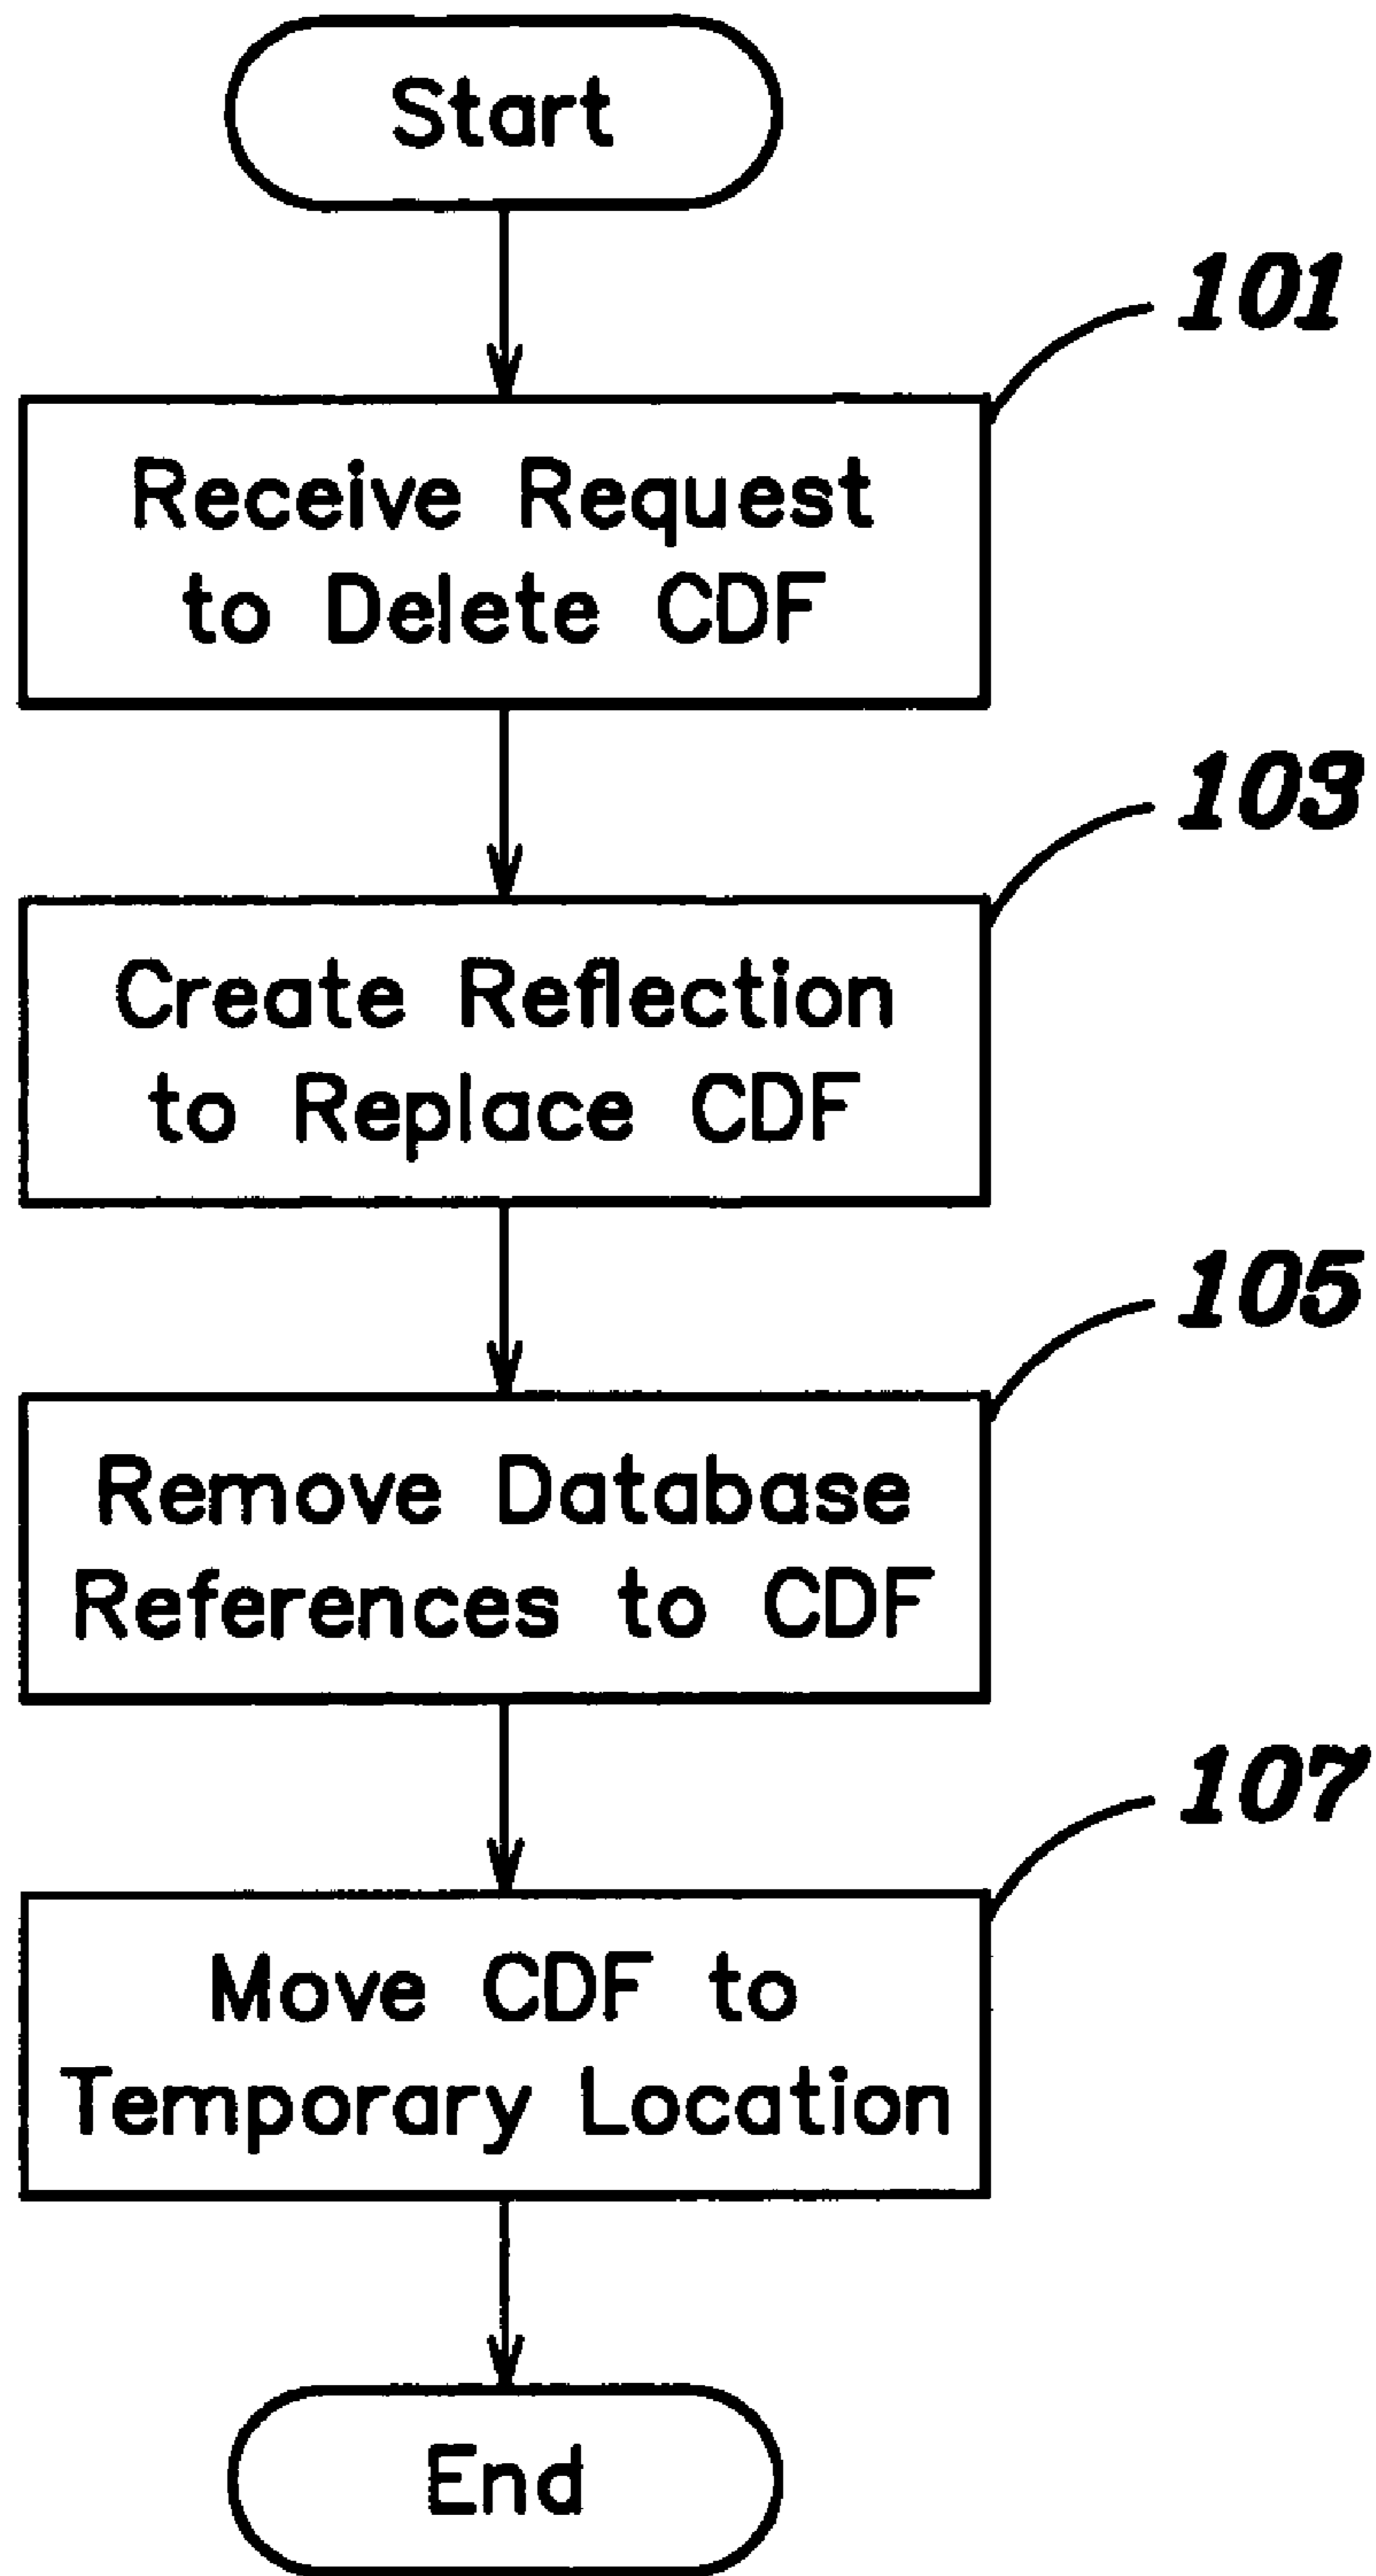 Start
101
Receive Request
to Delete CDF
103
Create Reflection
to Replace CDF
105
Remove Database
References to CDF
107
Move CDF to
Temporary Location
End